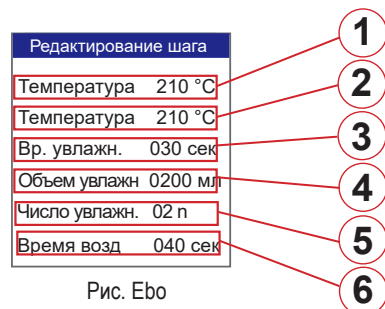 Редактирование шага
Температура 210 °C
Температура 210 °C
Вр. увлажн. 030 сек
Объем увлажн 0200 мл
Число увлажн. 02 n
Время возд 040 сек
1
2
3
4
5
6
Рис. Ebo